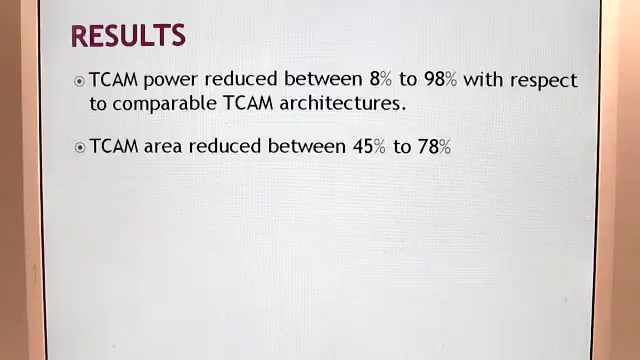 RESULTS
TCAM power reduced between 8% to 98% with respect
to comparable TCAM architectures.
TCAM area reduced between 45% to 78%